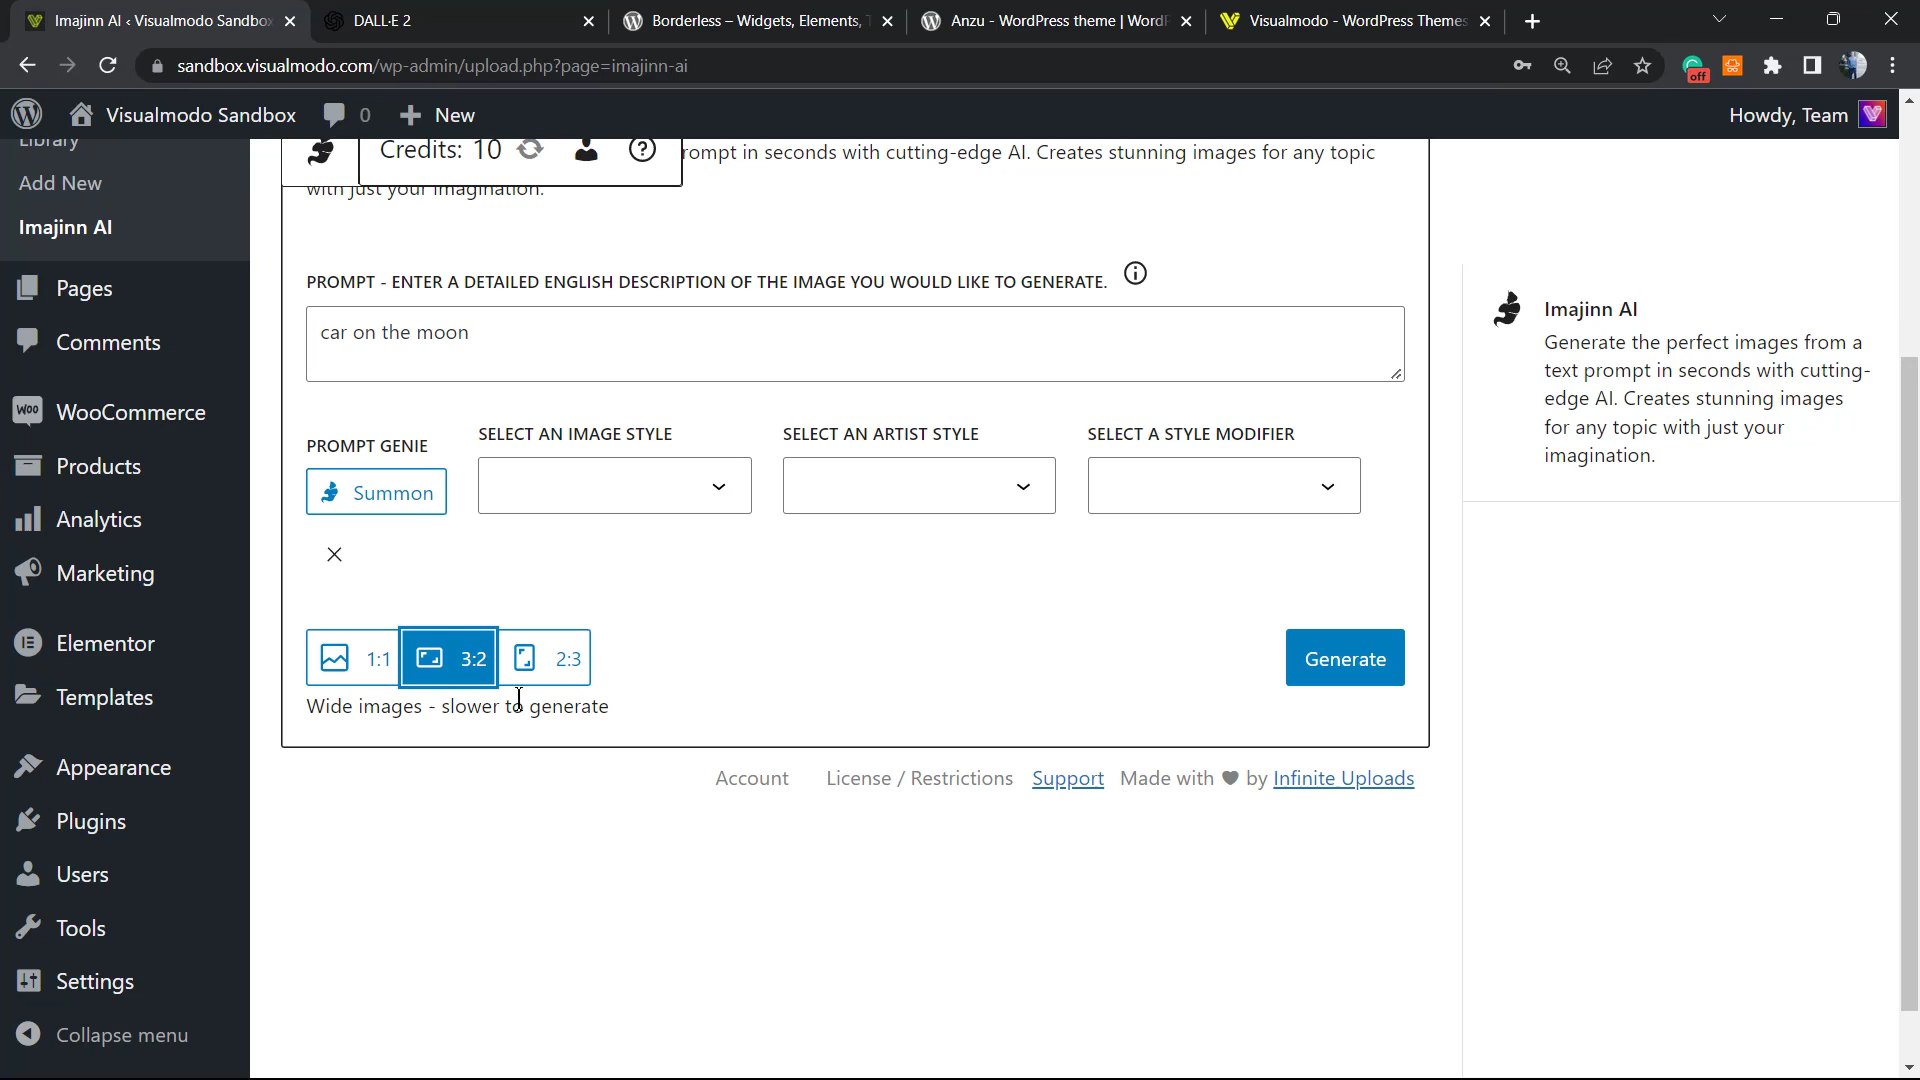 Imajinn AI ‹ Visualmodo Sandbox
DALL·E 2
Borderless – Widgets, Elements,
Anzu - WordPress theme | Word
Visualmodo - WordPress Themes
sandbox.visualmodo.com/wp-admin/upload.php?page=imajinn-ai
off
Visualmodo Sandbox
0
New
Howdy, Team
Library
Add New
Imajinn AI
Pages
Comments
WooCommerce
Products
Analytics
Marketing
Elementor
Templates
Appearance
Plugins
Users
Tools
Settings
Collapse menu
Credits: 10
rompt in seconds with cutting-edge AI. Creates stunning images for any topic
with just your imagination.
PROMPT - ENTER A DETAILED ENGLISH DESCRIPTION OF THE IMAGE YOU WOULD LIKE TO GENERATE.
car on the moon
PROMPT GENIE
Summon
SELECT AN IMAGE STYLE
SELECT AN ARTIST STYLE
SELECT A STYLE MODIFIER
1:1
3:2
2:3
Generate
Wide images - slower to generate
Account
License / Restrictions
Support
Made with
by Infinite Uploads
Imajinn AI
Generate the perfect images from a
text prompt in seconds with cutting-
edge AI. Creates stunning images
for any topic with just your
imagination.